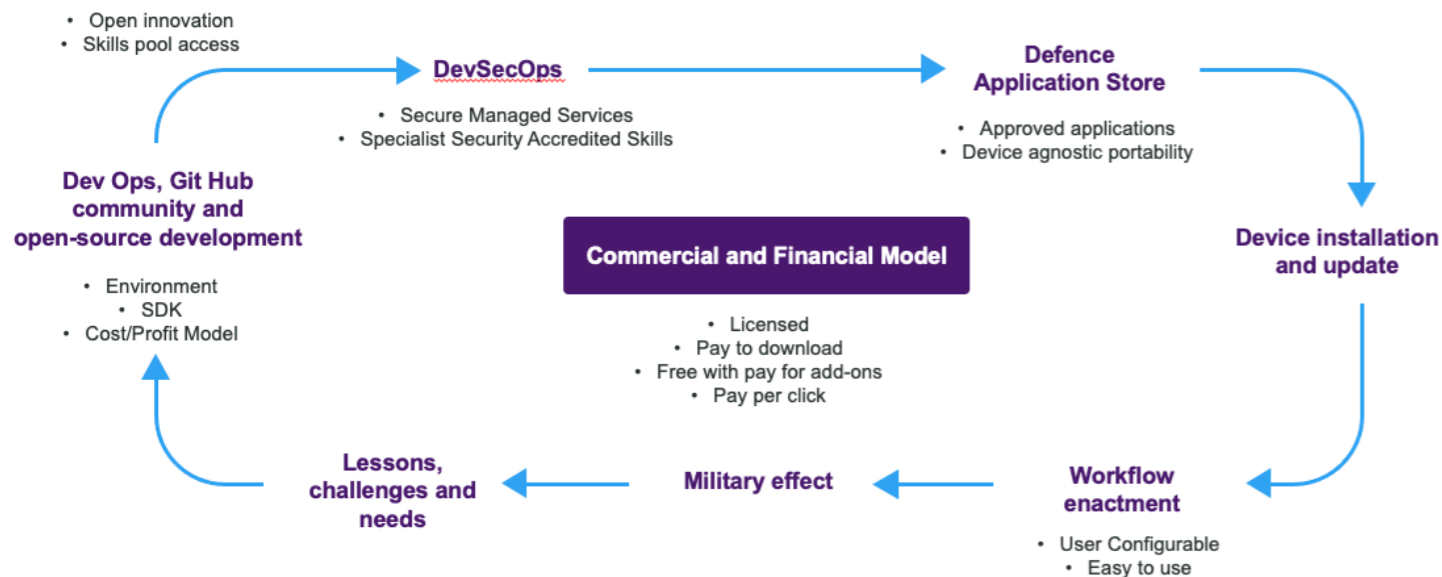 • Open innovation
• Skills pool access
DevSecOps
• Secure Managed Services
• Specialist Security Accredited Skills
Defence
Application Store
• Approved applications
• Device agnostic portability
Dev Ops, Git Hub
community and
open-source development
• Environment
• SDK
• Cost/Profit Model
Commercial and Financial Model
• Licensed
• Pay to download
• Free with pay for add-ons
• Pay per click
Device installation
and update
Lessons,
challenges and
needs
Military effect
Workflow
enactment
• User Configurable
• Easy to use